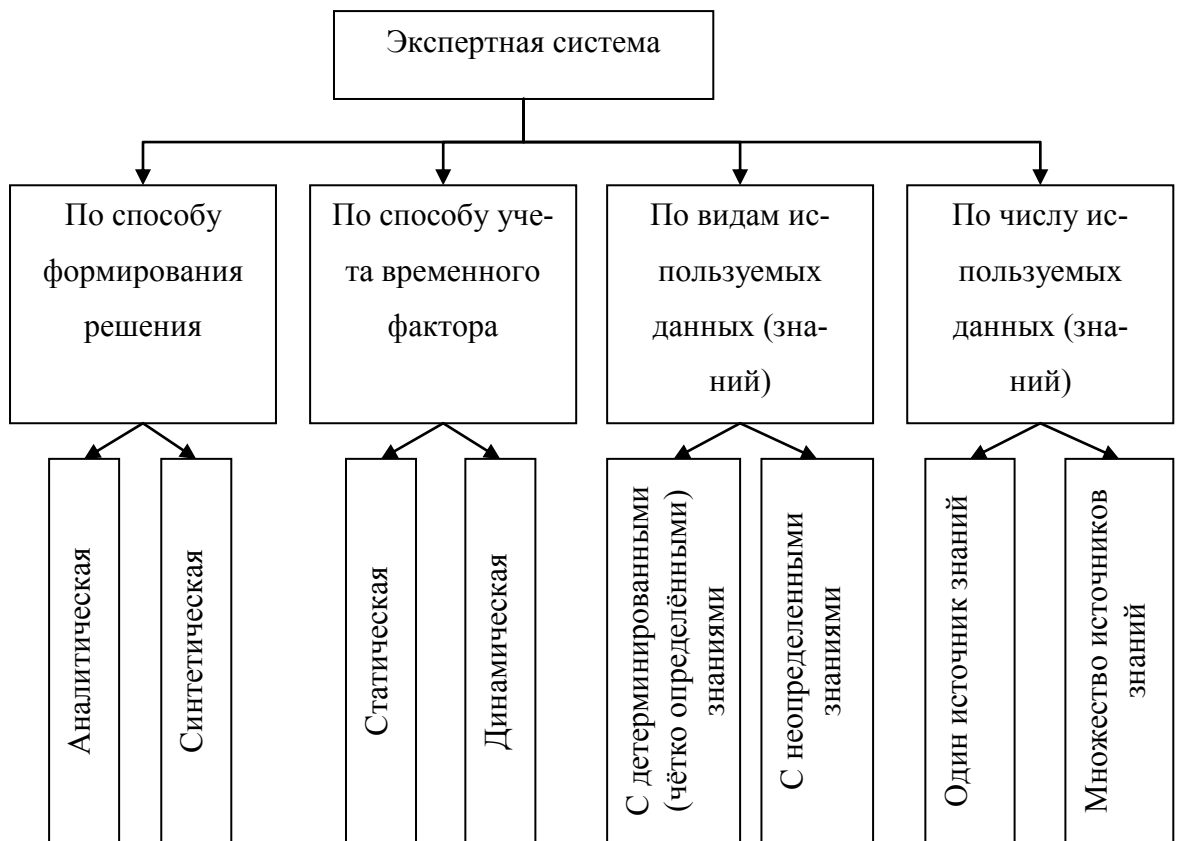 Экспертная система
По способу
формирования
решения
По способу уче-
та временного
фактора
По видам ис-
пользуемых
данных (зна-
ний)
По числу ис-
пользуемых
данных (зна-
ний)
Аналитическая
Синтетическая
Статическая
Динамическая
С детерминированными
(чётко определёнными)
знаниями
С неопределенными
знаниями
Один источник знаний
Множество источников
знаний